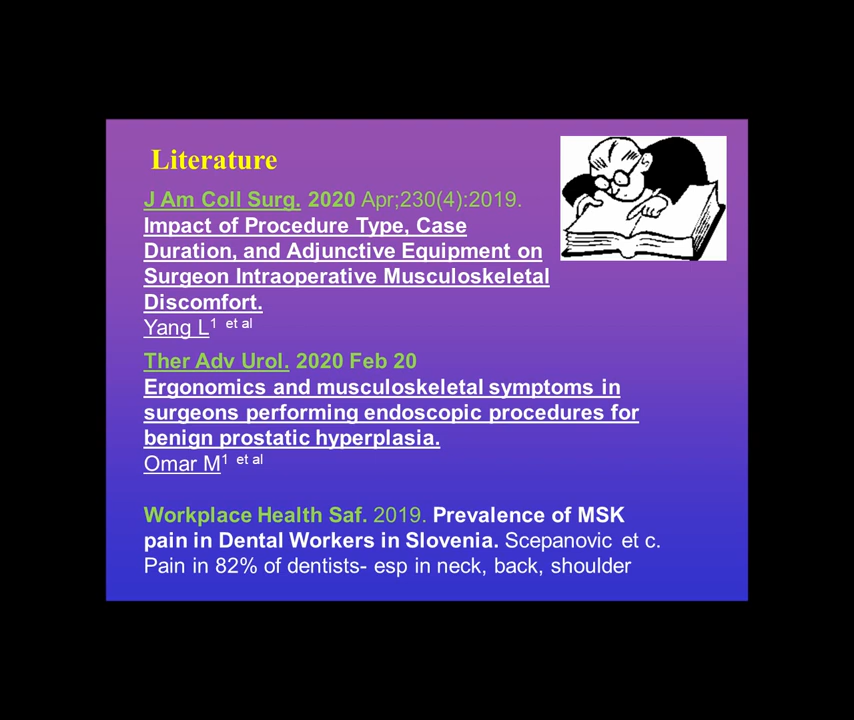 Literature
J Am Coll Surg. 2020 Apr;230(4):2019.
Impact of Procedure Type, Case
Duration, and Adjunctive Equipment on
Surgeon Intraoperative Musculoskeletal
Discomfort.
Yang L1 et al
Ther Adv Urol. 2020 Feb 20
Ergonomics and musculoskeletal symptoms in
surgeons performing endoscopic procedures for
benign prostatic hyperplasia.
Omar M1 et al
Workplace Health Saf. 2019. Prevalence of MSK
pain in Dental Workers in Slovenia. Scepanovic et c.
Pain in 82% of dentists- esp in neck, back, shoulder